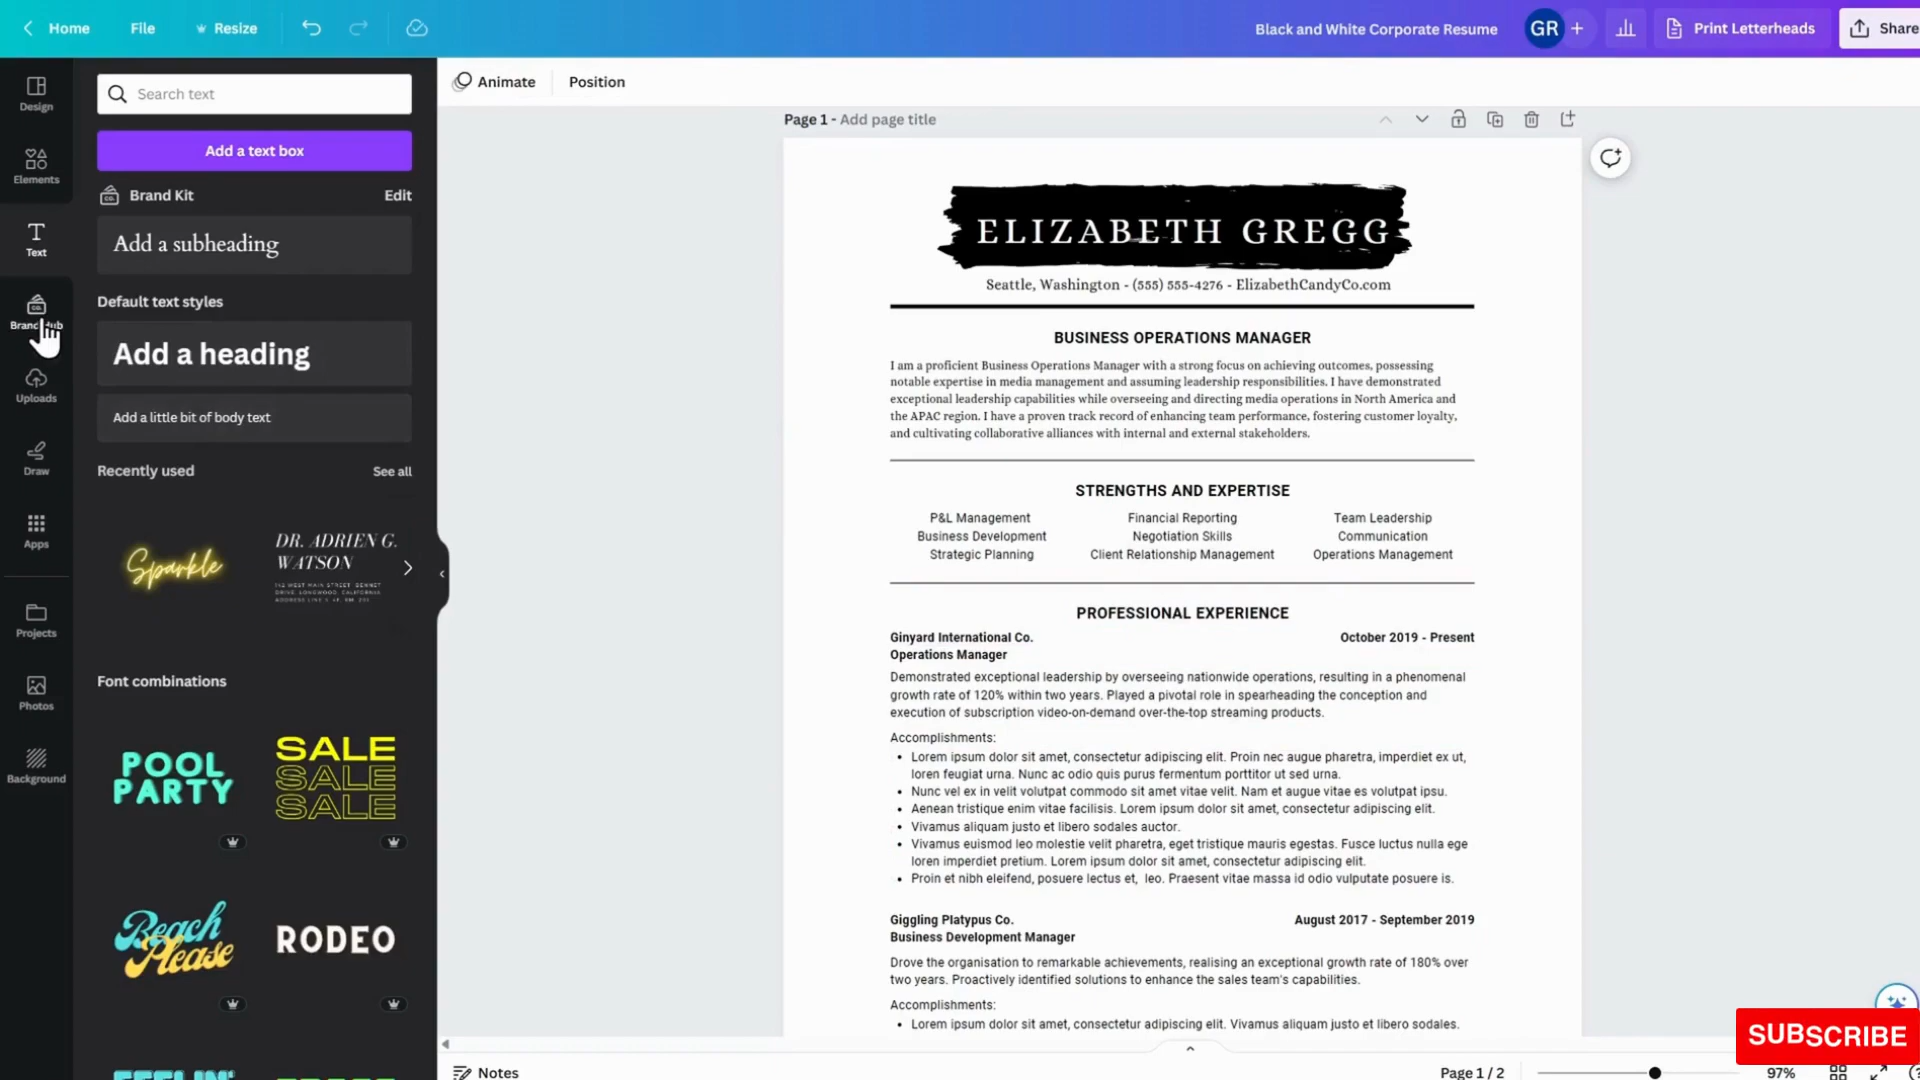 Home
File
Resize
Black and White Corporate Resume
GR
Print Letterheads
Share
Design
Elements
Text
Uploads
Draw
Apps
Projects
Photos
Background
Search text
Add a text box
Brand Kit
Edit
Add a subheading
Default text styles
Add a heading
Add a little bit of body text
Recently used
See all
Sparkle
DR. ADRIEN G.
WATSON
Font combinations
POOL
PARTY
SALE
SALE
SALE
Beach
Please
RODEO
Animate
Position
Page 1 - Add page title
ELIZABETH GREGG
Seattle, Washington - (555) 555-4276 - ElizabethCandyCo.com
BUSINESS OPERATIONS MANAGER
I am a proficient Business Operations Manager with a strong focus on achieving outcomes, possessing
notable expertise in media management and assuming leadership responsibilities. I have demonstrated
exceptional leadership capabilities while overseeing and directing media operations in North America and
the APAC region. I have a proven track record of enhancing team performance, fostering customer loyalty,
and cultivating collaborative alliances with internal and external stakeholders.
STRENGTHS AND EXPERTISE
P&L Management Financial Reporting Team Leadership
Business Development Negotiation Skills Communication
Strategic Planning Client Relationship Management Operations Management
PROFESSIONAL EXPERIENCE
Ginyard International Co. October 2019 - Present
Operations Manager
Demonstrated exceptional leadership by overseeing nationwide operations, resulting in a phenomenal
growth rate of 120% within two years. Played a pivotal role in spearheading the conception and
execution of subscription video-on-demand over-the-top streaming products.
Accomplishments:
• Lorem ipsum dolor sit amet, consectetur adipiscing elit. Proin nec augue pharetra, imperdiet ex ut,
loren feugiat urna. Nunc ac odio quis purus fermentum porttitor ut sed urna.
• Nunc vel ex in velit volutpat commodo sit amet vitae velit. Nam et augue vitae es volutpat ipsu.
• Aenean tristique enim vitae facilisis. Lorem ipsum dolor sit amet, consectetur adipiscing elit.
• Vivamus aliquam justo et libero sodales auctor.
• Vivamus euismod leo molestie velit pharetra, eget tristique mauris egestas. Fusce luctus nulla ege
loren imperdiet pretium. Lorem ipsum dolor sit amet, consectetur adipiscing elit.
• Proin et nibh eleifend, posuere lectus et, leo. Praesent vitae massa id odio vulputate posuere is.
Giggling Platypus Co. August 2017 - September 2019
Business Development Manager
Drove the organisation to remarkable achievements, realising an exceptional growth rate of 180% over
two years. Proactively identified solutions to enhance the sales team's capabilities.
Accomplishments:
• Lorem ipsum dolor sit amet, consectetur adipiscing elit. Vivamus aliquam justo et libero sodales.
SUBSCRIBE
Notes
Page 1 / 2
97%